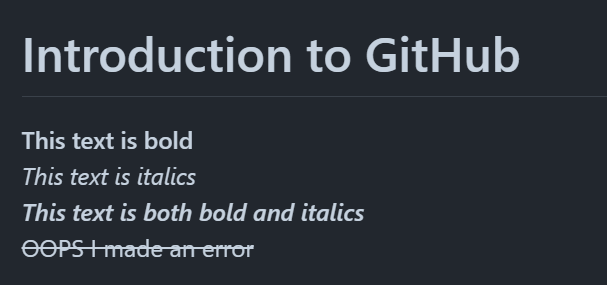 Introduction to GitHub
This text is bold
This text is italics
This text is both bold and italics
OOPS I made an error